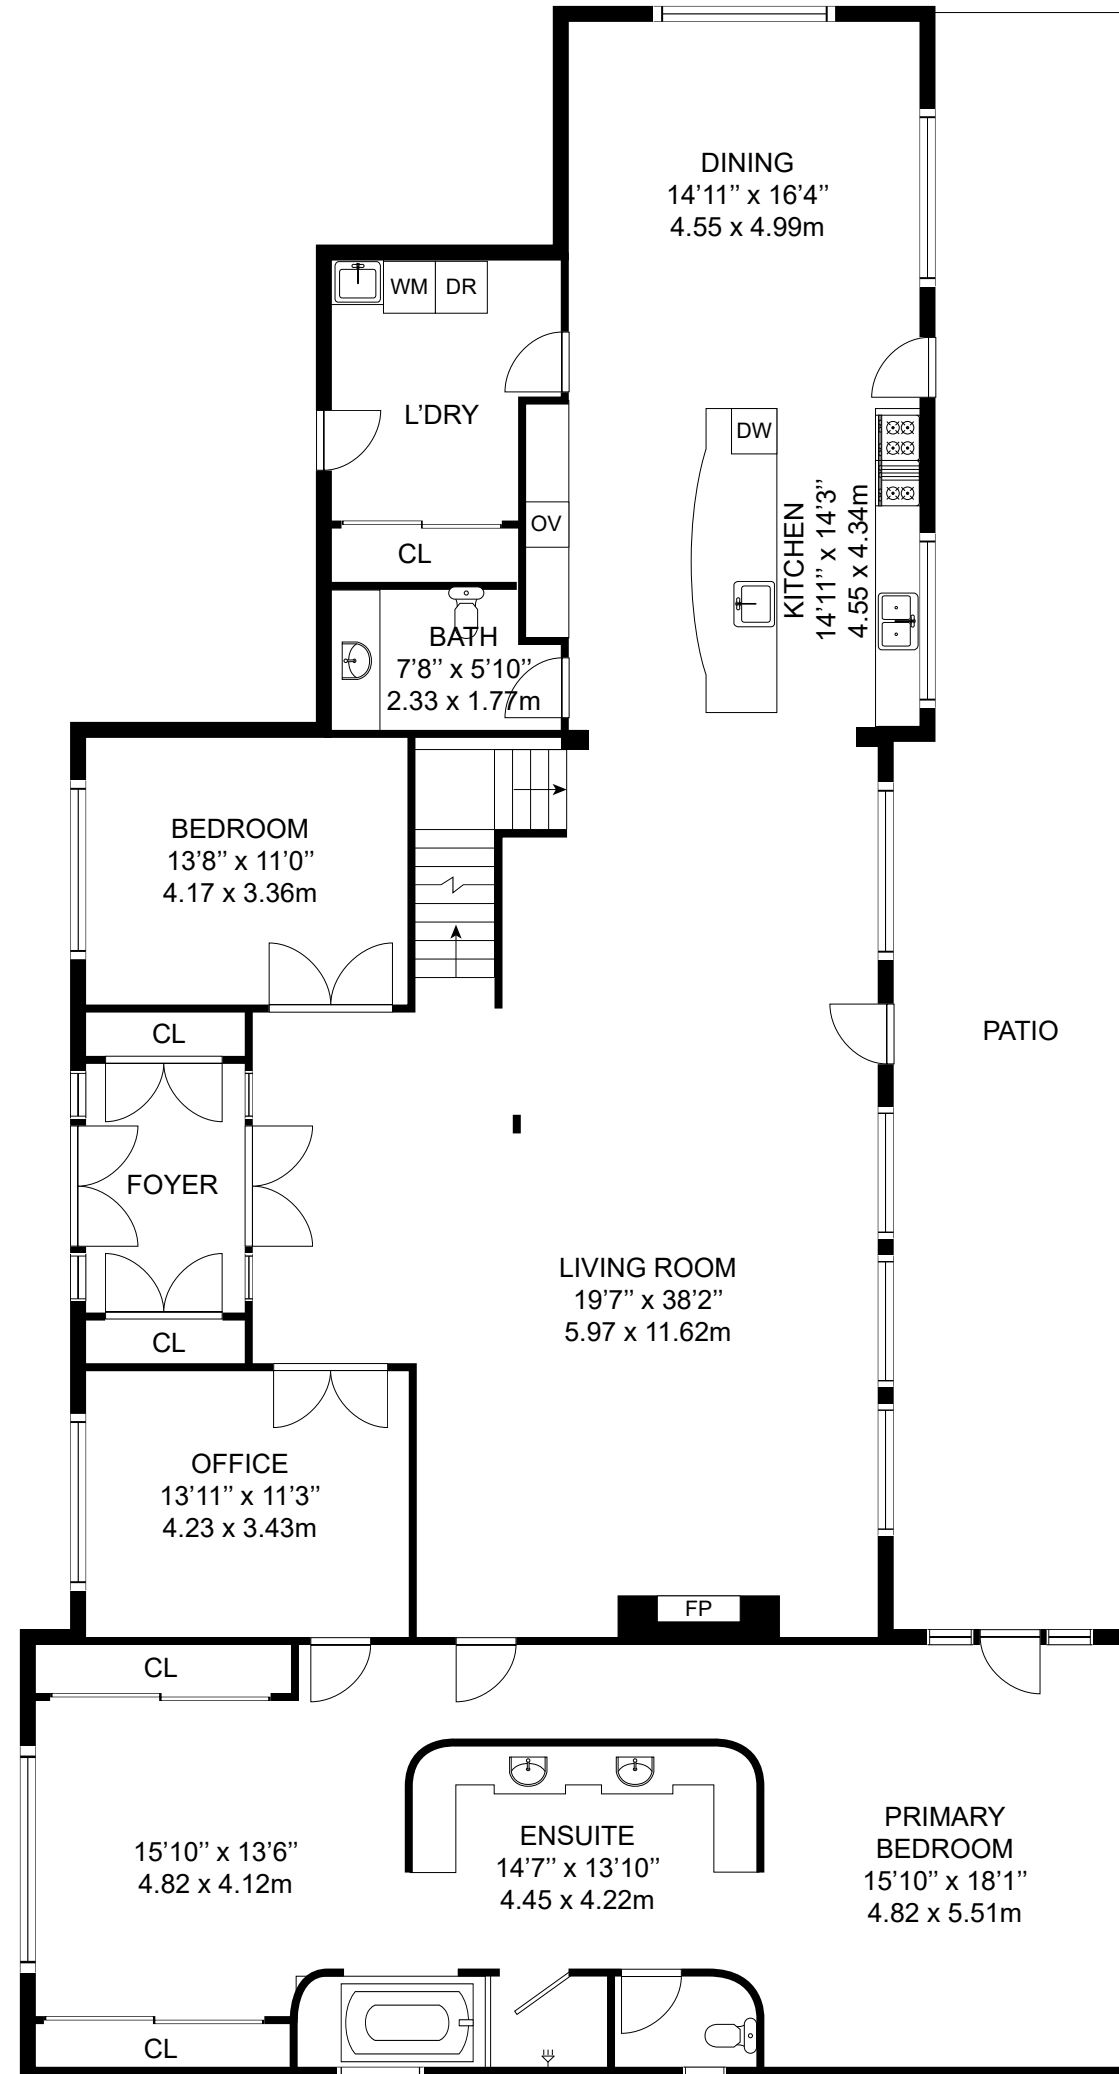 DINING
14'11'' x 16'4''
4.55 x 4.99m
WM
DR
L'DRY
DW
OV
KITCHEN
14'11'' x 14'3''
4.55 x 4.34m
CL
BATH
7'8'' x 5'10''
2.33 x 1.77m
BEDROOM
13'8'' x 11'0''
4.17 x 3.36m
CL
PATIO
FOYER
LIVING ROOM
19'7'' x 38'2''
5.97 x 11.62m
CL
OFFICE
13'11'' x 11'3''
4.23 x 3.43m
FP
CL
15'10'' x 13'6''
4.82 x 4.12m
ENSUITE
14'7'' x 13'10''
4.45 x 4.22m
PRIMARY
BEDROOM
15'10'' x 18'1''
4.82 x 5.51m
CL